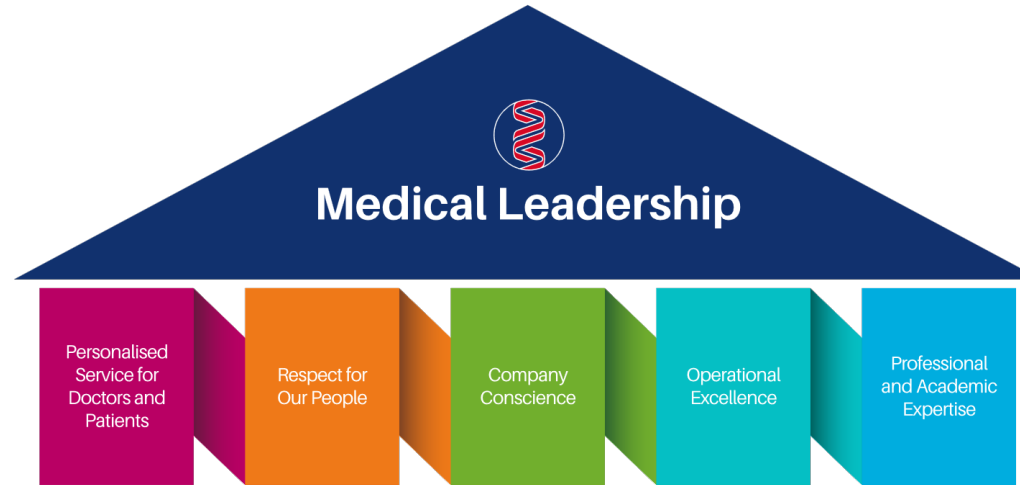 Medical Leadership
Personalised
Service for
Doctors and
Patients
Respect for
Our People
Company
Conscience
Operational
Excellence
Professional
and Academic
Expertise